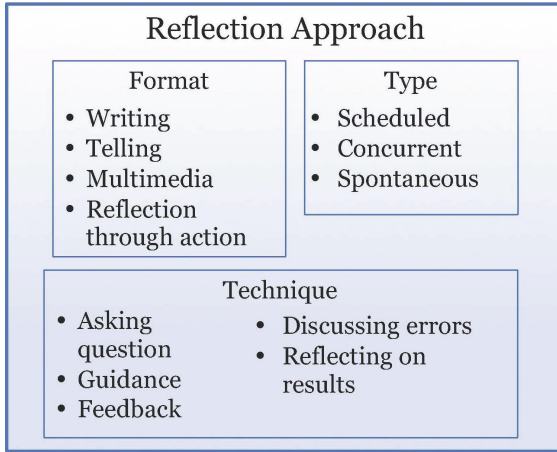 Reflection Approach
Format
• Writing
• Telling
• Multimedia
• Reflection
through action
Type
• Scheduled
• Concurrent
• Spontaneous
Technique
• Asking
question
• Guidance
• Feedback
• Discussing errors
• Reflecting on
results